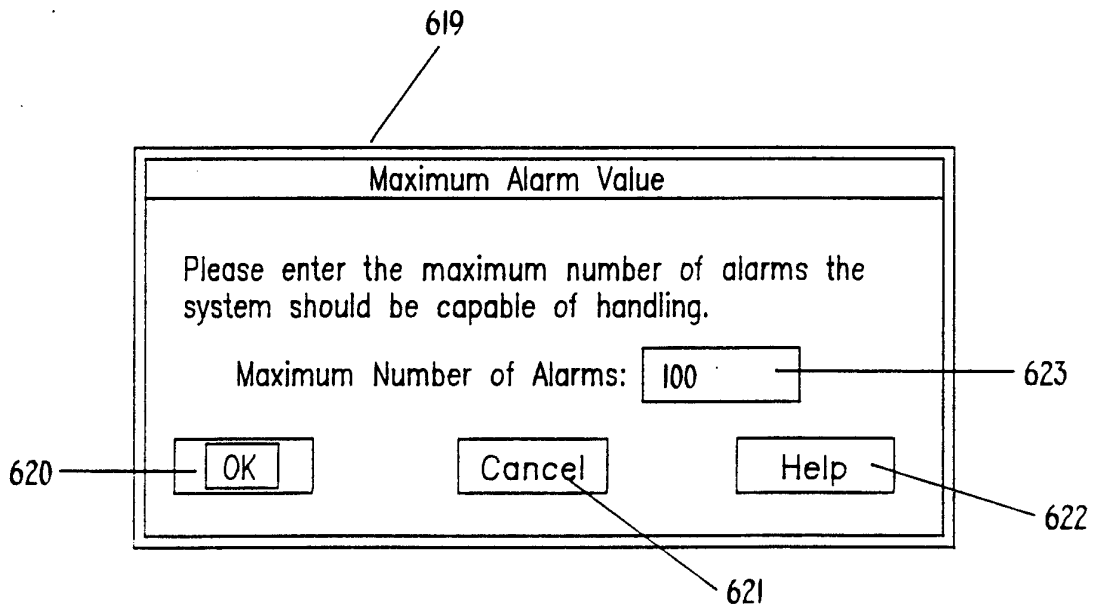 619
Maximum Alarm Value
Please enter the maximum number of alarms the
system should be capable of handling.
Maximum Number of Alarms: 100
623
620
OK
Cancel
Help
622
621